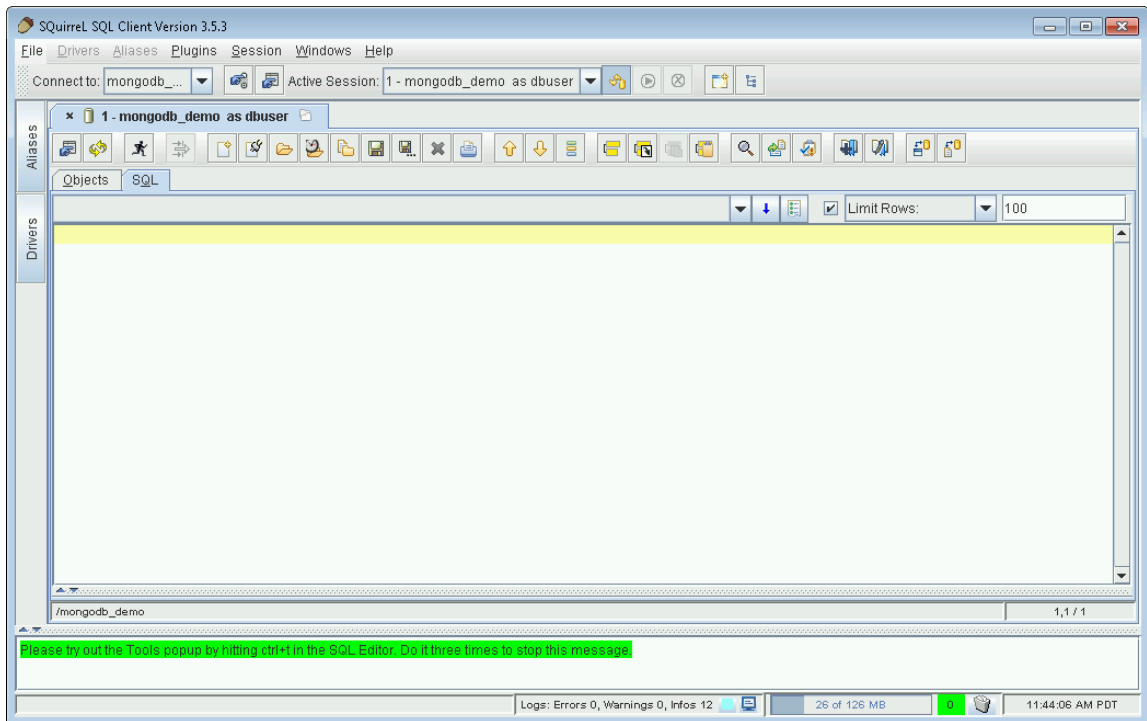 SQuirreL SQL Client Version 3.5.3
File Drivers Aliases Plugins Session Windows Help
Connect to: mongodb_... Active Session: 1 - mongodb_demo as dbuser
1 - mongodb_demo as dbuser
Aliases
Drivers
Objects SQL
Limit Rows: 100
/mongodb_demo 1,1 / 1
Please try out the Tools popup by hitting ctrl+t in the SQL Editor. Do it three times to stop this message.
Logs: Errors 0, Warnings 0, Infos 12 26 of 126 MB 0 11:44:06 AM PDT